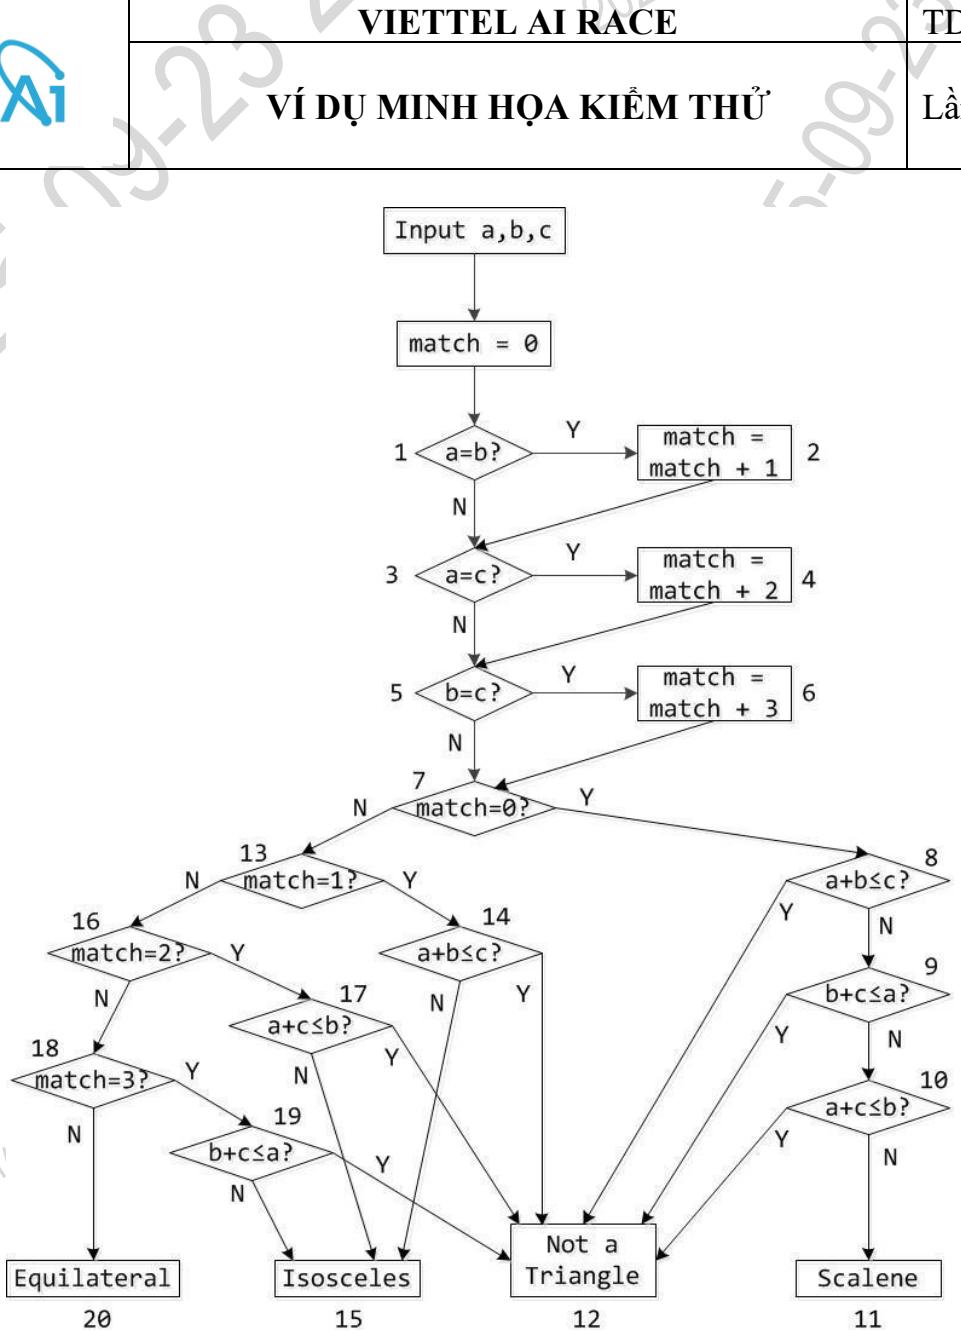 VIETTEL AI RACE
TD
VÍ DỤ MINH HỌA KIỂM THỬ
Lầ
Ai
Input a,b,c
match = 0
1
a=b?
Y
match =
match + 1
2
N
3
a=c?
Y
match =
match + 2
4
N
5
b=c?
Y
match =
match + 3
6
N
7
match=0?
N
Y
13
match=1?
N
Y
8
a+b≤c?
Y
N
16
match=2?
N
Y
14
a+b≤c?
N
Y
9
b+c≤a?
Y
N
17
a+c≤b?
N
Y
18
match=3?
N
Y
10
a+c≤b?
Y
N
19
b+c≤a?
N
Y
Equilateral
20
Isosceles
15
Not a
Triangle
12
Scalene
11